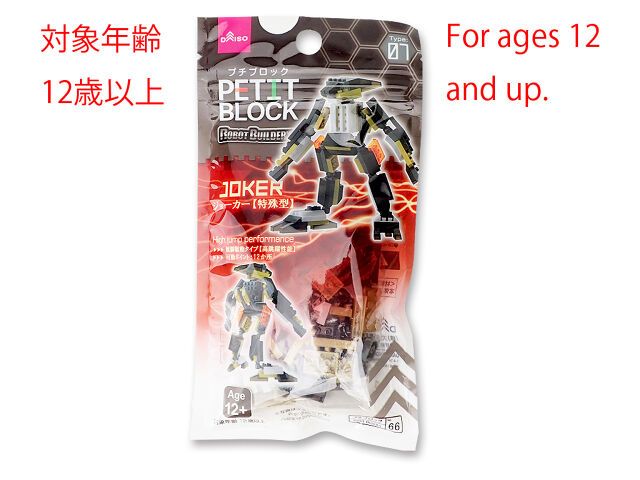 対象年齢
12歳以上
For ages 12
and up.
DAISO
Type
07
プチブロック
PETIT
BLOCK
ROBOT BUILDER
JOKER
ジョーカー【特殊型】
High jump performance
Age
12+
66